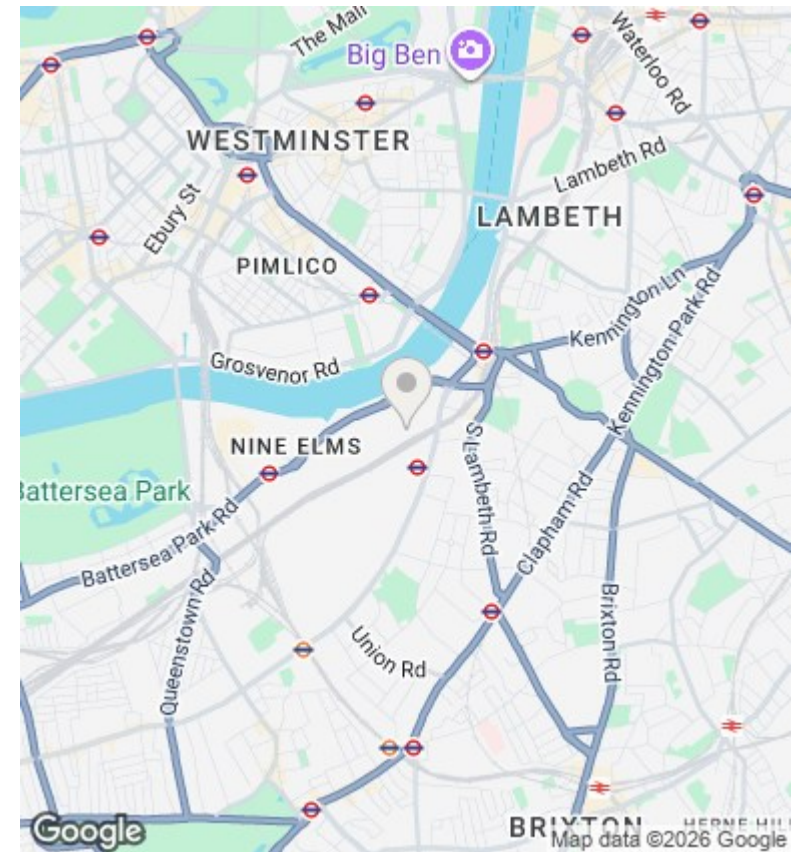 The Mall
Big Ben
Waterloo Rd
WESTMINSTER
Lambeth Rd
Ebury St
LAMBETH
PIMLICO
Kennington Ln
Kennington Park Rd
Grosvenor Rd
NINE ELMS
S Lambeth Rd
Battersea Park
Clapham Rd
Battersea Park Rd
Brixton Rd
Queenstown Rd
Union Rd
BRIXTON
HERNE HIL
Google
Map data ©2026 Google